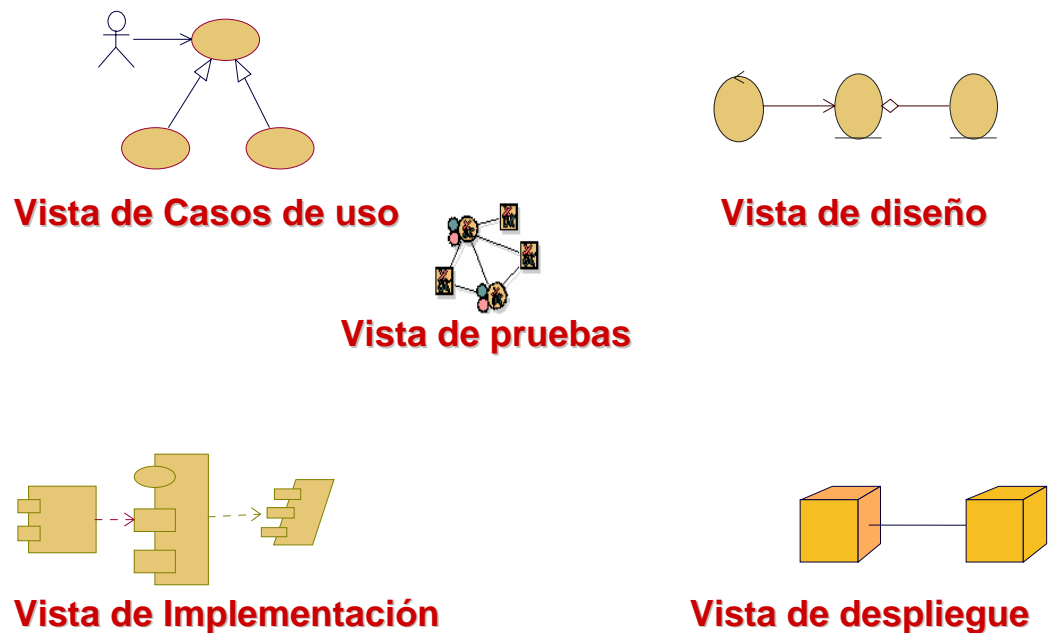 Vista de Casos de uso
Vista de diseño
Vista de pruebas
Vista de Implementación
Vista de despliegue